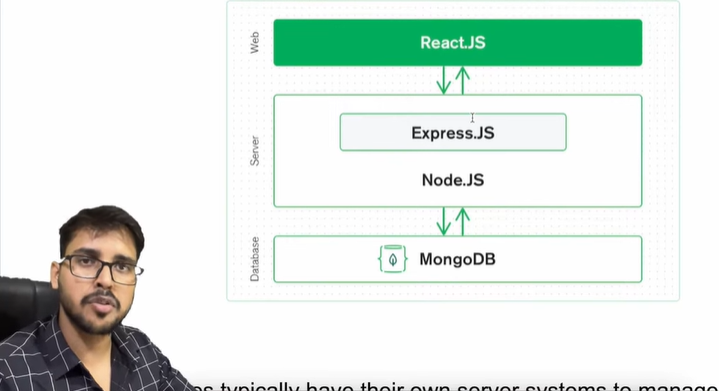 Web
React.JS
Server
Express.JS
Node.JS
Database
MongoDB
typically have their own server systems to manage